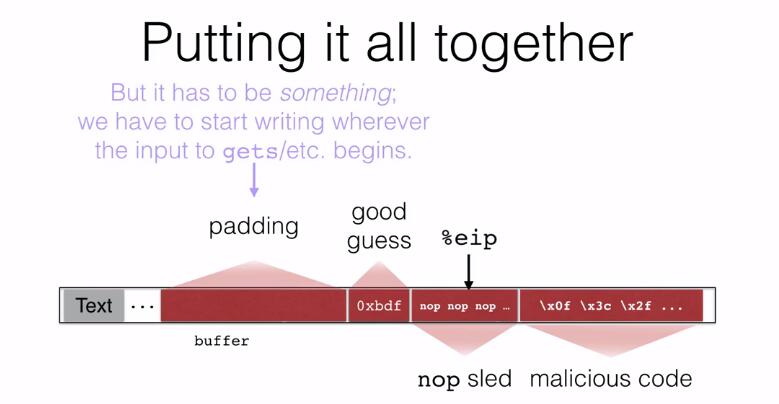 Putting it all together
But it has to be something;
we have to start writing wherever
the input to gets/etc. begins.
padding
good
guess
%eip
Text
...
0xbdf
nop nop nop …
\x0f \x3c \x2f ...
buffer
nop sled
malicious code